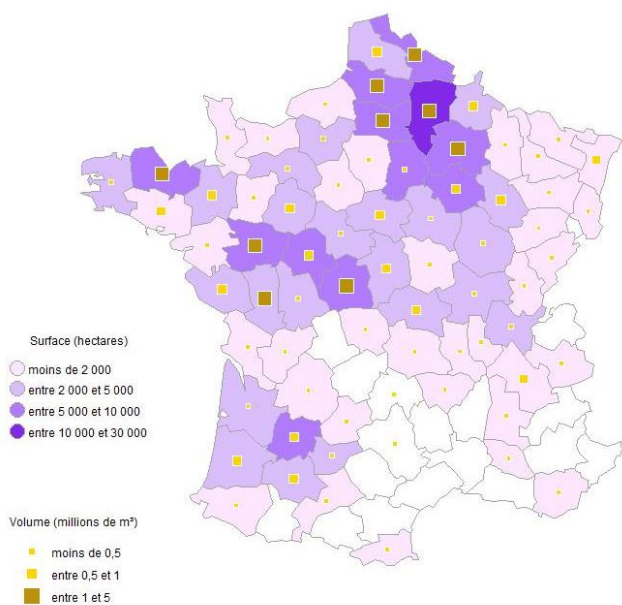 Surface (hectares)
moins de 2 000
entre 2 000 et 5 000
entre 5 000 et 10 000
entre 10 000 et 30 000
Volume (millions de m³)
moins de 0,5
entre 0,5 et 1
entre 1 et 5